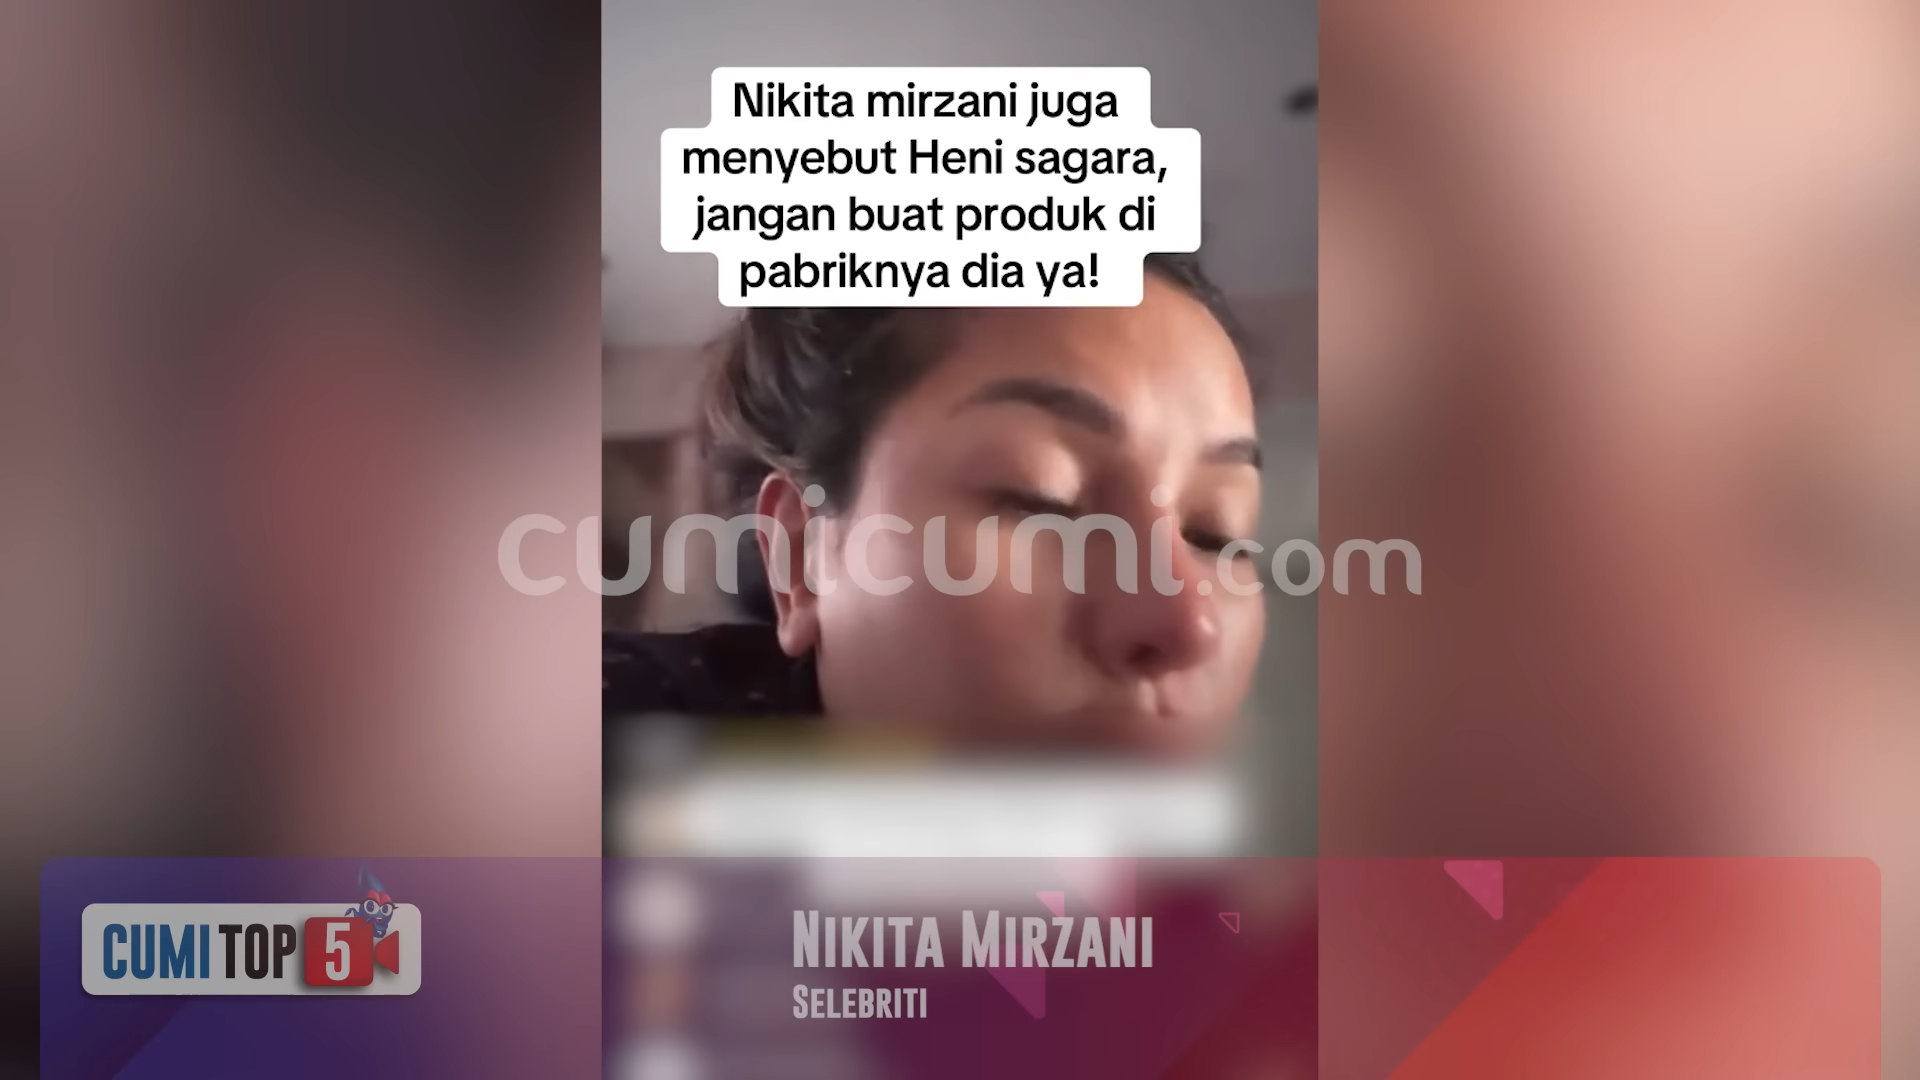 Nikita mirzani juga
menyebut Heni sagara,
jangan buat produk di
pabriknya dia ya!
cumicumi.com
CUMI TOP 5
NIKITA MIRZANI
SELEBRITI